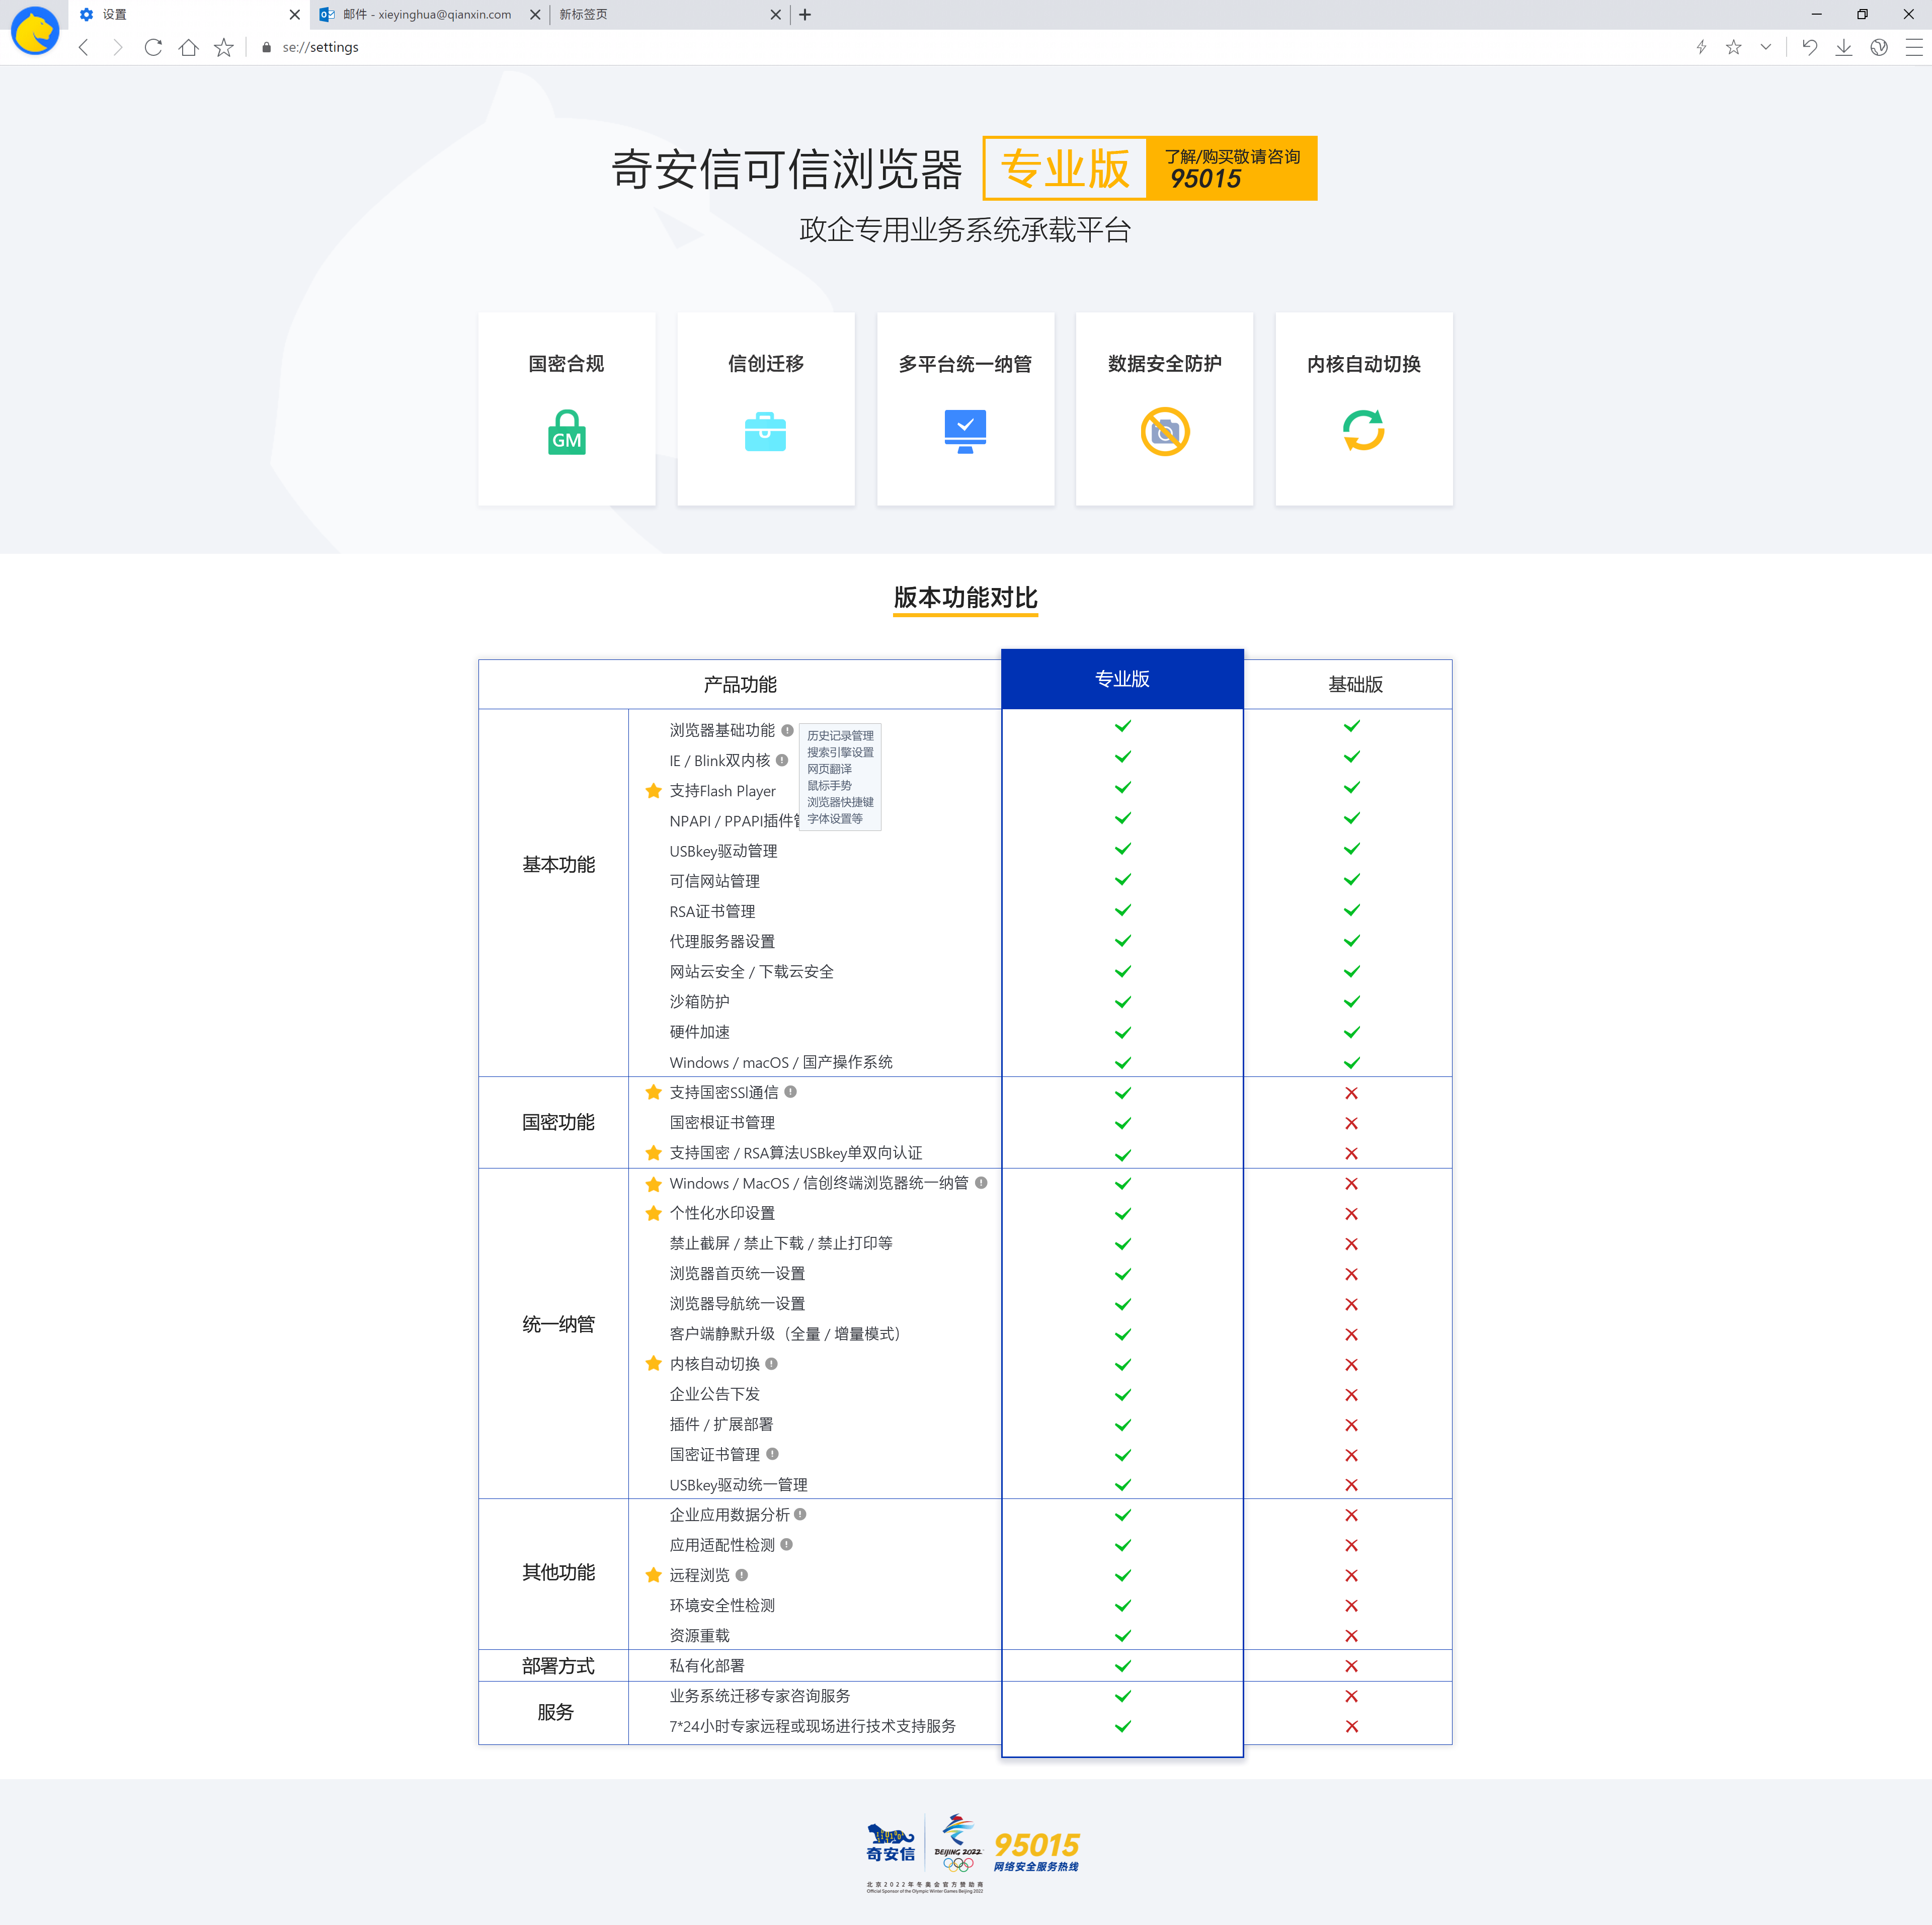 设置
邮件 - xieyinghua@qianxin.com
新标签页
se://settings
奇安信可信浏览器
专业版
了解/购买敬请咨询
95015
政企专用业务系统承载平台
国密合规
信创迁移
多平台统一纳管
数据安全防护
内核自动切换
GM
版本功能对比
产品功能
专业版
基础版
基本功能
浏览器基础功能
IE / Blink双内核
支持Flash Player
NPAPI / PPAPI插件
历史记录管理
搜索引擎设置
网页翻译
鼠标手势
浏览器快捷键
字体设置等
USBkey驱动管理
可信网站管理
RSA证书管理
代理服务器设置
网站云安全 / 下载云安全
沙箱防护
硬件加速
Windows / macOS / 国产操作系统
国密功能
支持国密SSl通信
国密根证书管理
支持国密 / RSA算法USBkey单双向认证
统一纳管
Windows / MacOS / 信创终端浏览器统一纳管
个性化水印设置
禁止截屏 / 禁止下载 / 禁止打印等
浏览器首页统一设置
浏览器导航统一设置
客户端静默升级（全量 / 增量模式）
内核自动切换
企业公告下发
插件 / 扩展部署
国密证书管理
USBkey驱动统一管理
其他功能
企业应用数据分析
应用适配性检测
远程浏览
环境安全性检测
资源重载
部署方式
私有化部署
服务
业务系统迁移专家咨询服务
7*24小时专家远程或现场进行技术支持服务
奇安信
BEIJING 2022
95015
网络安全服务热线
北京2022年冬奥会官方赞助商
Official Sponsor of the Olympic Winter Games Beijing 2022